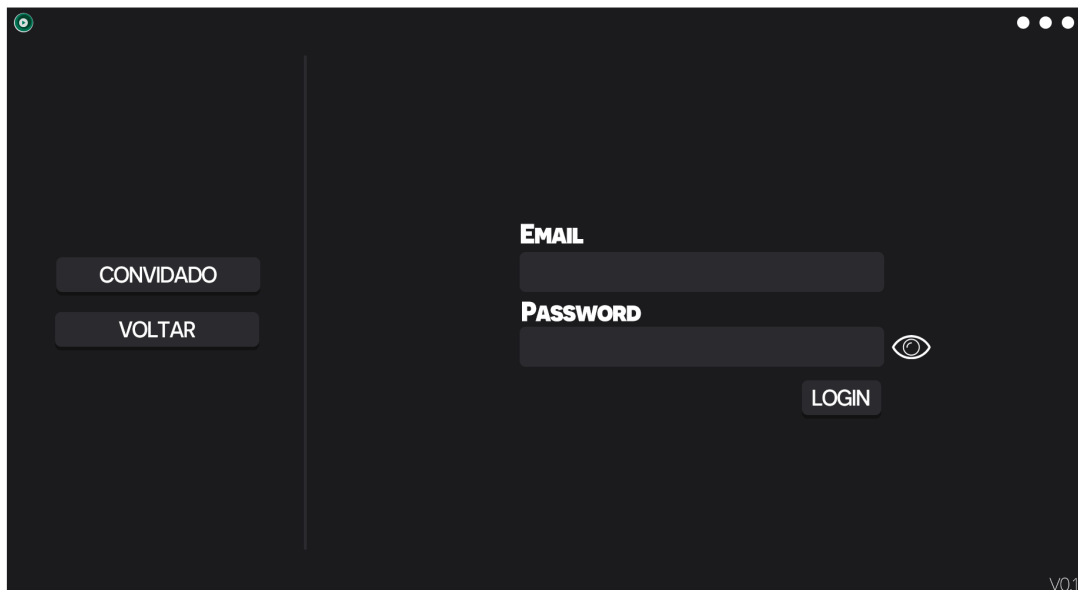 CONVIDADO
VOLTAR
EMAIL
PASSWORD
LOGIN
V0.1